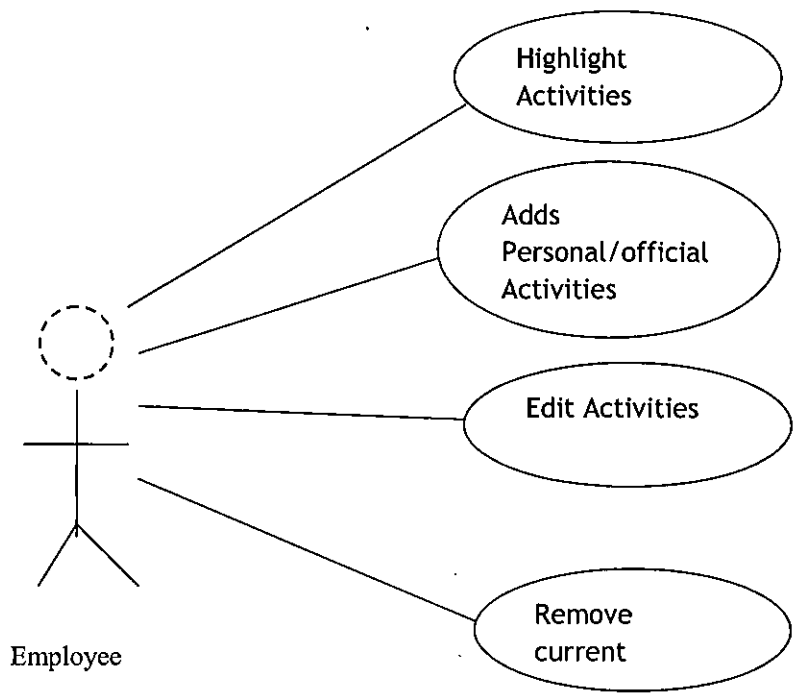 Highlight
Activities
Adds
Personal/official
Activities
Edit Activities
Remove
current
Employee